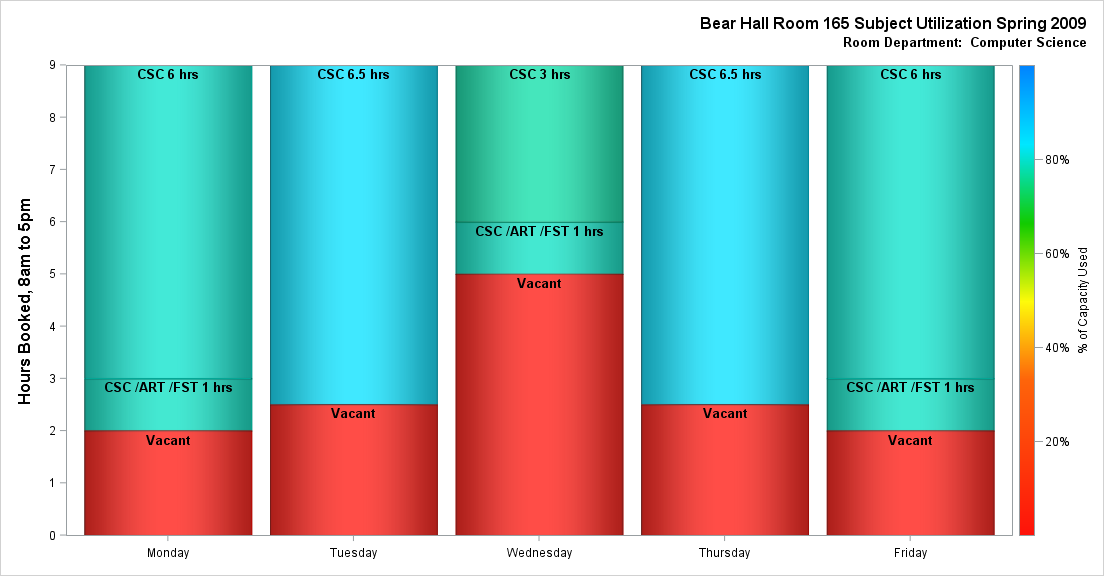 Bear Hall Room 165 Subject Utilization Spring 2009
Room Department:  Computer Science
Hours Booked, 8am to 5pm
9
8
7
6
5
4
3
2
1
0
CSC 6 hrs
CSC /ART /FST 1 hrs
Vacant
CSC 6.5 hrs
Vacant
CSC 3 hrs
CSC /ART /FST 1 hrs
Vacant
CSC 6.5 hrs
Vacant
CSC 6 hrs
CSC /ART /FST 1 hrs
Vacant
Monday
Tuesday
Wednesday
Thursday
Friday
80%
60%
40%
20%
% of Capacity Used